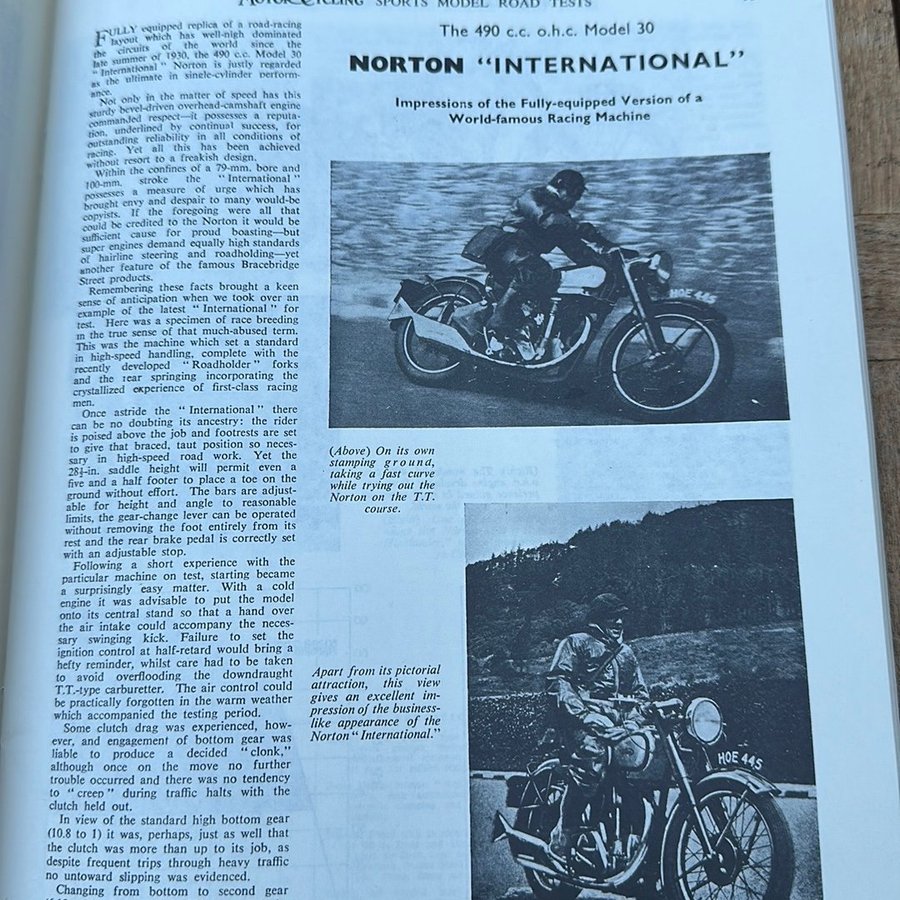 MOTOR CYCLING SPORTS MODEL ROAD TESTS
FULLY equipped replica of a road-racing
layout which has well-nigh dominated
the circuits of the world since the
late summer of 1930, the 490 c.c. Model 30
"International" Norton is justly regarded
as the ultimate in single-cylinder perform-
ance.
Not only in the matter of speed has this
sturdy bevel-driven overhead-camshaft engine
commanded respect—it possesses a reputa-
tion, underlined by continual success, for
outstanding reliability in all conditions of
racing. Yet all this has been achieved
without resort to a freakish design.
Within the confines of a 79-mm. bore and
100-mm. stroke the "International"
possesses a measure of urge which has
brought envy and despair to many would-be
copyists. If the foregoing were all that
could be credited to the Norton it would be
sufficient cause for proud boasting—but
super engines demand equally high standards
of hairline steering and roadholding—yet
another feature of the famous Bracebridge
Street products.
Remembering these facts brought a keen
sense of anticipation when we took over an
example of the latest "International" for
test. Here was a specimen of race breeding
in the true sense of that much-abused term.
This was the machine which set a standard
in high-speed handling, complete with the
recently developed "Roadholder" forks
and the rear springing incorporating the
crystallized experience of first-class racing
men.
Once astride the "International" there
can be no doubting its ancestry: the rider
is poised above the job and footrests are set
to give that braced, taut position so neces-
sary in high-speed road work. Yet the
28¾-in. saddle height will permit even a
five and a half footer to place a toe on the
ground without effort. The bars are adjust-
able for height and angle to reasonable
limits, the gear-change lever can be operated
without removing the foot entirely from its
rest and the rear brake pedal is correctly set
with an adjustable stop.
Following a short experience with the
particular machine on test, starting became
a surprisingly easy matter. With a cold
engine it was advisable to put the model
onto its central stand so that a hand over
the air intake could accompany the neces-
sary swinging kick. Failure to set the
ignition control at half-retard would bring a
hefty reminder, whilst care had to be taken
to avoid overflooding the downdraught
T.T.-type carburetter. The air control could
be practically forgotten in the warm weather
which accompanied the testing period.
Some clutch drag was experienced, how-
ever, and engagement of bottom gear was
liable to produce a decided "clonk,"
although once on the move no further
trouble occurred and there was no tendency
to "creep" during traffic halts with the
clutch held out.
In view of the standard high bottom gear
(10.8 to 1) it was, perhaps, just as well that
the clutch was more than up to its job, as
despite frequent trips through heavy traffic
no untoward slipping was evidenced.
Changing from bottom to second gear
The 490 c.c. o.h.c. Model 30
NORTON "INTERNATIONAL"
Impressions of the Fully-equipped Version of a
World-famous Racing Machine
HOE 445
(Above) On its own
stamping ground,
taking a fast curve
while trying out the
Norton on the T.T.
course.
Apart from its pictorial
attraction, this view
gives an excellent im-
pression of the business-
like appearance of the
Norton "International."
HOE 445